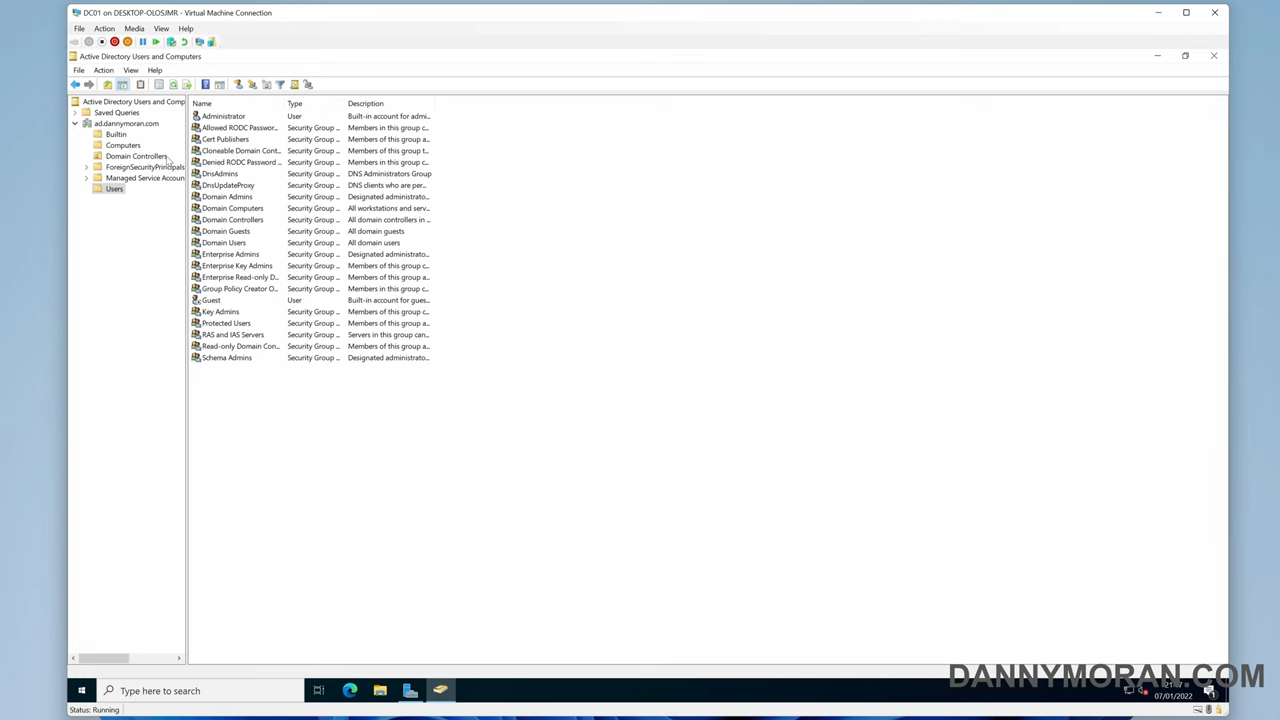 DC01 on DESKTOP-OLOSJMR - Virtual Machine Connection
File Action Media View Help
Active Directory Users and Computers
File Action View Help
Active Directory Users and Comp
Saved Queries
ad.dannymoran.com
Builtin
Computers
Domain Controllers
ForeignSecurityPrincipals
Managed Service Accoun
Users
Name Type Description
Administrator User Built-in account for admi...
Allowed RODC Passwor... Security Group ... Members in this group c...
Cert Publishers Security Group ... Members of this group ...
Cloneable Domain Cont... Security Group ... Members of this group t...
Denied RODC Password ... Security Group ... Members in this group c...
DnsAdmins Security Group ... DNS Administrators Group
DnsUpdateProxy Security Group ... DNS clients who are per...
Domain Admins Security Group ... Designated administrato...
Domain Computers Security Group ... All workstations and serv...
Domain Controllers Security Group ... All domain controllers in ...
Domain Guests Security Group ... All domain guests
Domain Users Security Group ... All domain users
Enterprise Admins Security Group ... Designated administrato...
Enterprise Key Admins Security Group ... Members of this group c...
Enterprise Read-only D... Security Group ... Members of this group a...
Group Policy Creator O... Security Group ... Members in this group c...
Guest User Built-in account for gues...
Key Admins Security Group ... Members of this group c...
Protected Users Security Group ... Members of this group a...
RAS and IAS Servers Security Group ... Servers in this group can...
Read-only Domain Con... Security Group ... Members of this group a...
Schema Admins Security Group ... Designated administrato...
DANNYMORAN.COM
Type here to search
07/01/2022
Status: Running